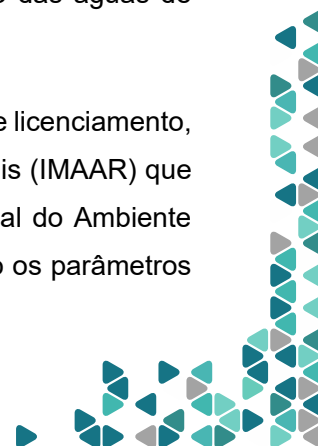 das águas de
licenciamento,
is (IMAAR) que
al do Ambiente
os parâmetros